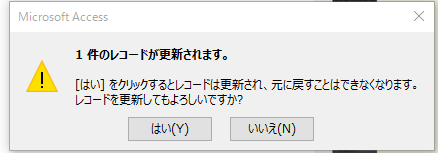 Microsoft Access
1 件のレコードが更新されます。
[はい] をクリックするとレコードは更新され、元に戻すことはできなくなります。
レコードを更新してもよろしいですか?
はい(Y)
いいえ(N)